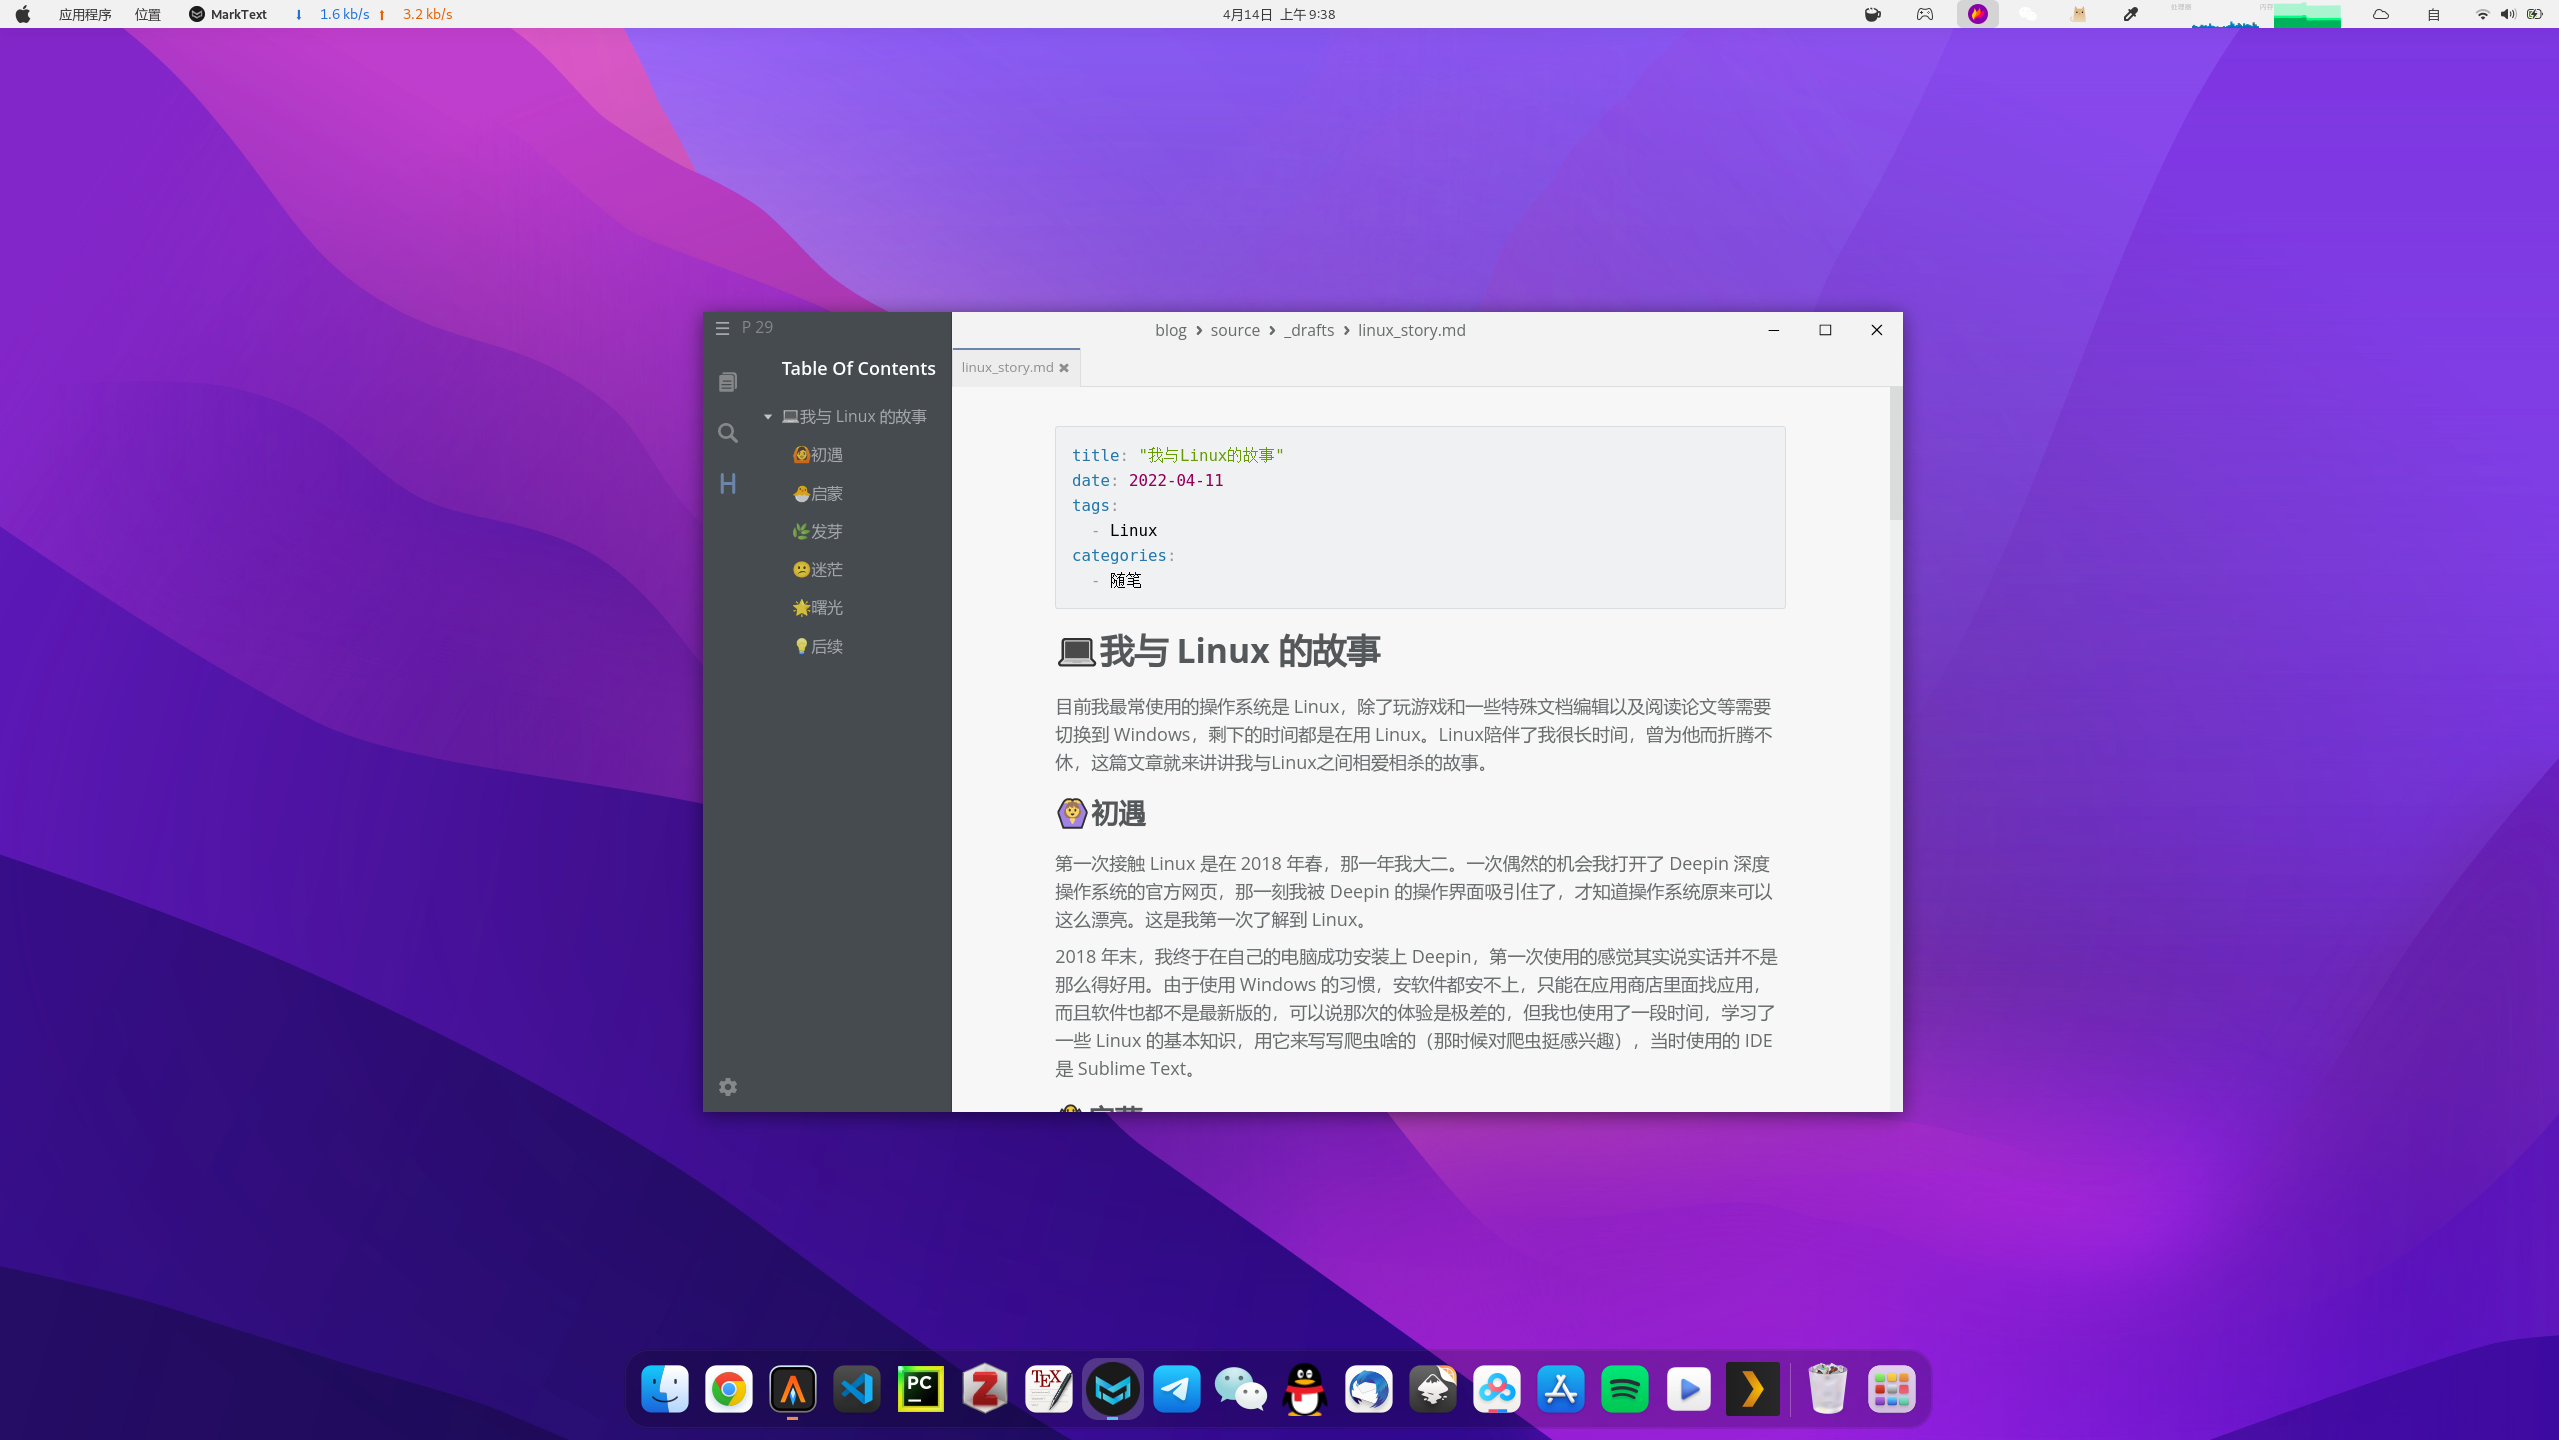 应用程序 位置 MarkText ↓ 1.6 kb/s ↑ 3.2 kb/s 4月14日 上午 9:38 处理器 内存 自
P 29
blog source _drafts linux_story.md
Table Of Contents
linux_story.md
💻我与 Linux 的故事
🙆初遇
🐣启蒙
🌿发芽
😕迷茫
🌟曙光
💡后续
title: "我与Linux的故事"
date: 2022-04-11
tags:
- Linux
categories:
- 随笔
💻我与 Linux 的故事
目前我最常使用的操作系统是 Linux，除了玩游戏和一些特殊文档编辑以及阅读论文等需要
切换到 Windows，剩下的时间都是在用 Linux。Linux陪伴了我很长时间，曾为他而折腾不
休，这篇文章就来讲讲我与Linux之间相爱相杀的故事。
🙆初遇
第一次接触 Linux 是在 2018 年春，那一年我大二。一次偶然的机会我打开了 Deepin 深度
操作系统的官方网页，那一刻我被 Deepin 的操作界面吸引住了，才知道操作系统原来可以
这么漂亮。这是我第一次了解到 Linux。
2018 年末，我终于在自己的电脑成功安装上 Deepin，第一次使用的感觉其实说实话并不是
那么得好用。由于使用 Windows 的习惯，安软件都安不上，只能在应用商店里面找应用，
而且软件也都不是最新版的，可以说那次的体验是极差的，但我也使用了一段时间，学习了
一些 Linux 的基本知识，用它来写写爬虫啥的（那时候对爬虫挺感兴趣），当时使用的 IDE
是 Sublime Text。
PC
Z
TEX